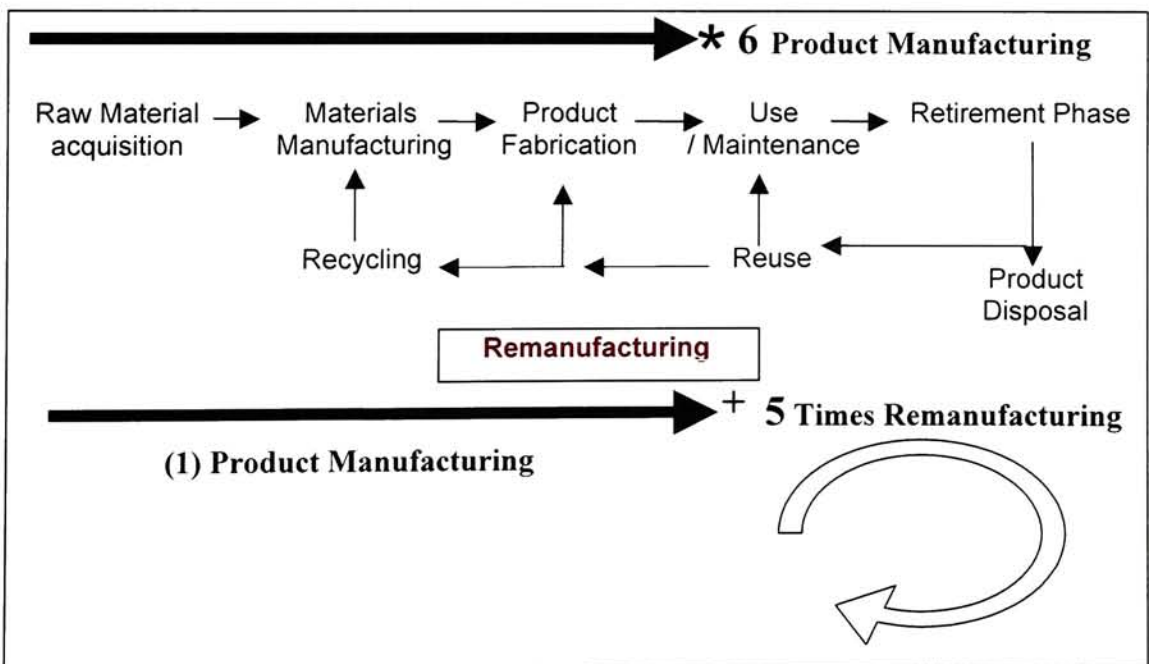 * 6 Product Manufacturing
Raw Material
acquisition
Materials
Manufacturing
Product
Fabrication
Use
/ Maintenance
Retirement Phase
Recycling
Reuse
Product
Disposal
Remanufacturing
+ 5 Times Remanufacturing
(1) Product Manufacturing